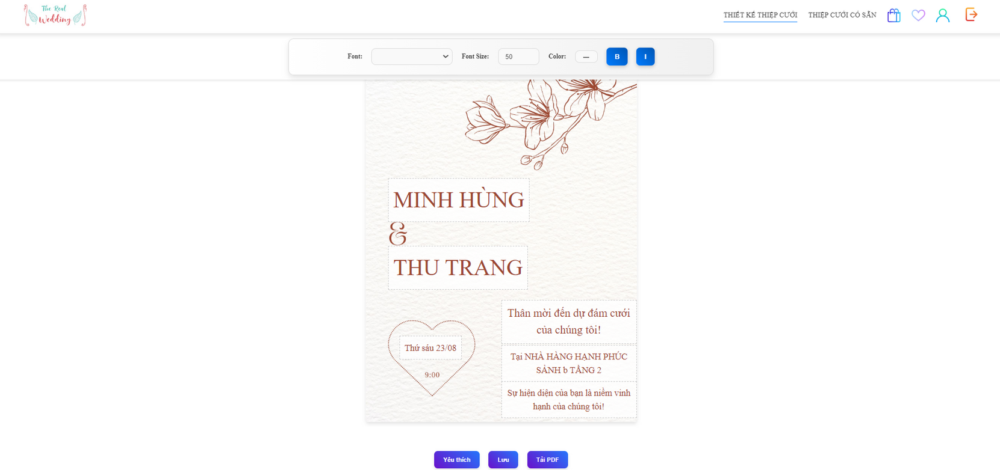 The Real
Wedding
THIẾT KẾ THIỆP CƯỚI
THIỆP CƯỚI CÓ SẴN
Font:
Font Size:
50
Color:
B
I
MINH HÙNG
&
THU TRANG
Thân mời đến dự đám cưới
của chúng tôi!
Thứ sáu 23/08
9:00
Tại NHÀ HÀNG HẠNH PHÚC
SẢNH b TẦNG 2
Sự hiện diện của bạn là niềm vinh
hạnh của chúng tôi!
Yêu thích
Lưu
Tải PDF